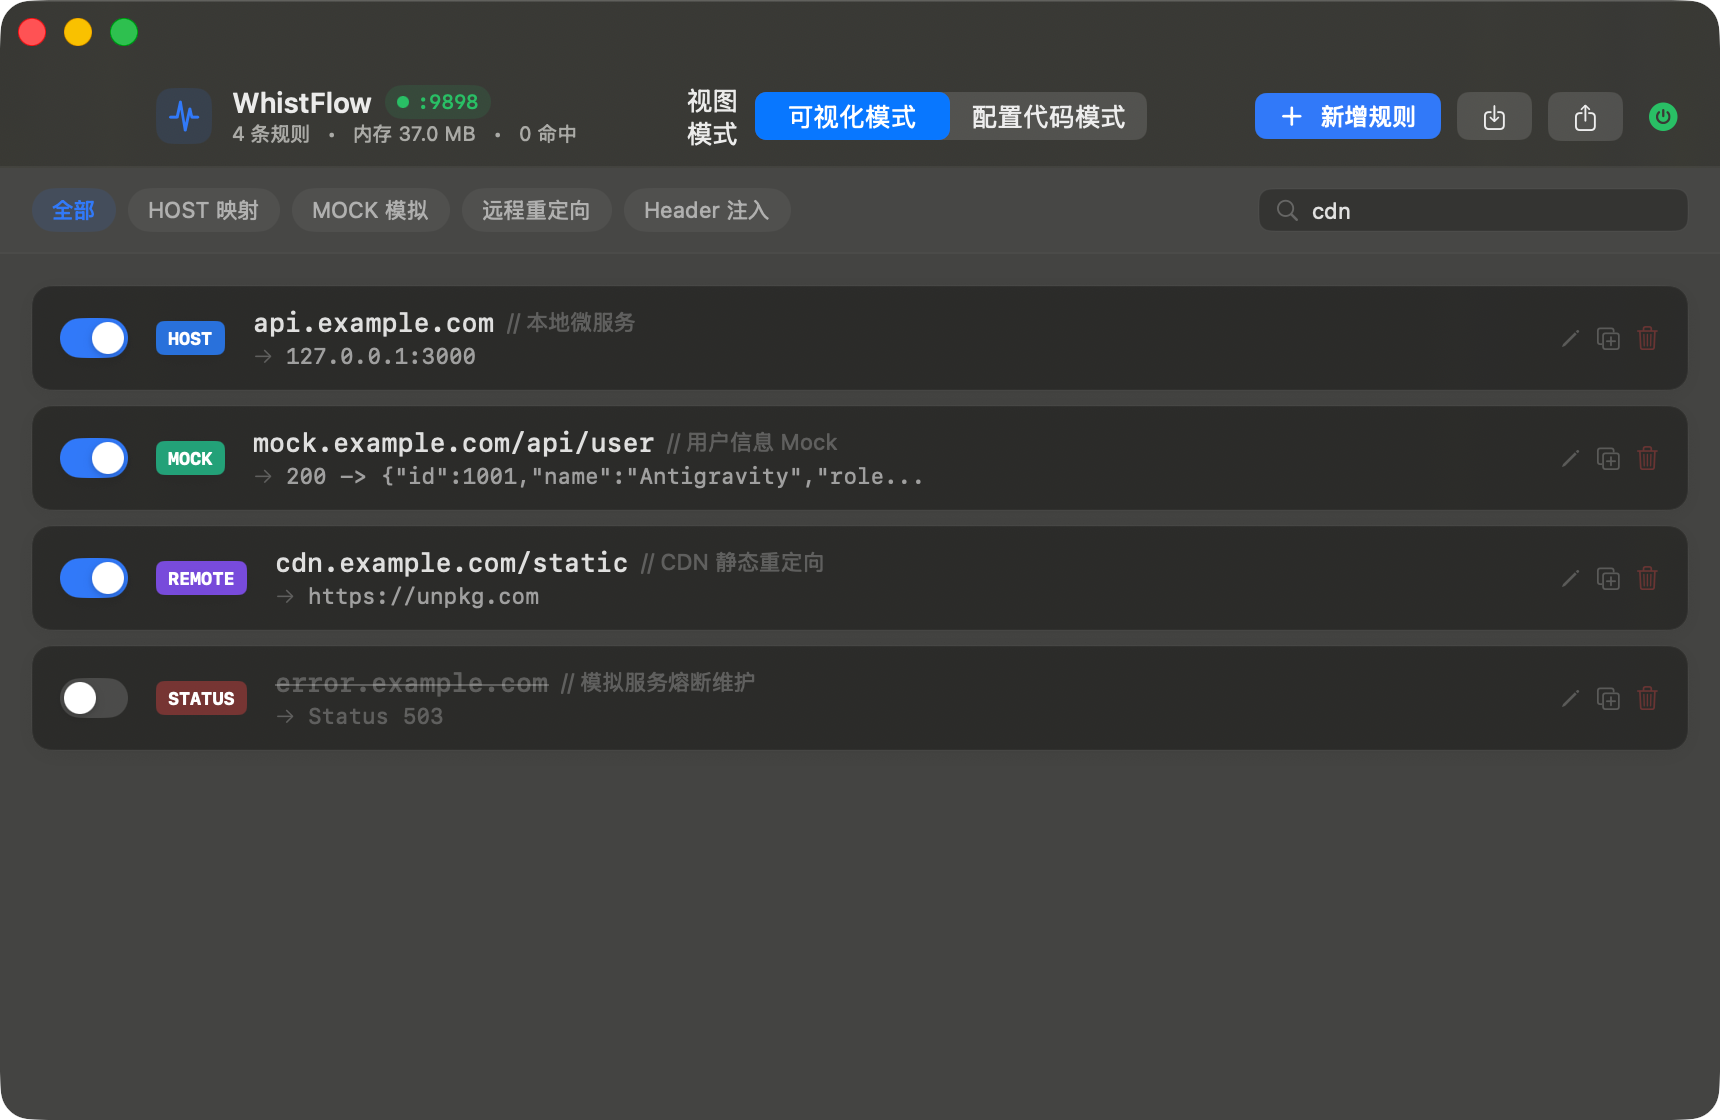 WhistFlow :9898
4 条规则 • 内存 37.0 MB • 0 命中
视图
模式
可视化模式 配置代码模式
+ 新增规则
全部 HOST 映射 MOCK 模拟 远程重定向 Header 注入
cdn
HOST api.example.com // 本地微服务
→ 127.0.0.1:3000
MOCK mock.example.com/api/user // 用户信息 Mock
→ 200 —> {"id":1001,"name":"Antigravity","role...
REMOTE cdn.example.com/static // CDN 静态重定向
→ https://unpkg.com
STATUS error.example.com // 模拟服务熔断维护
→ Status 503